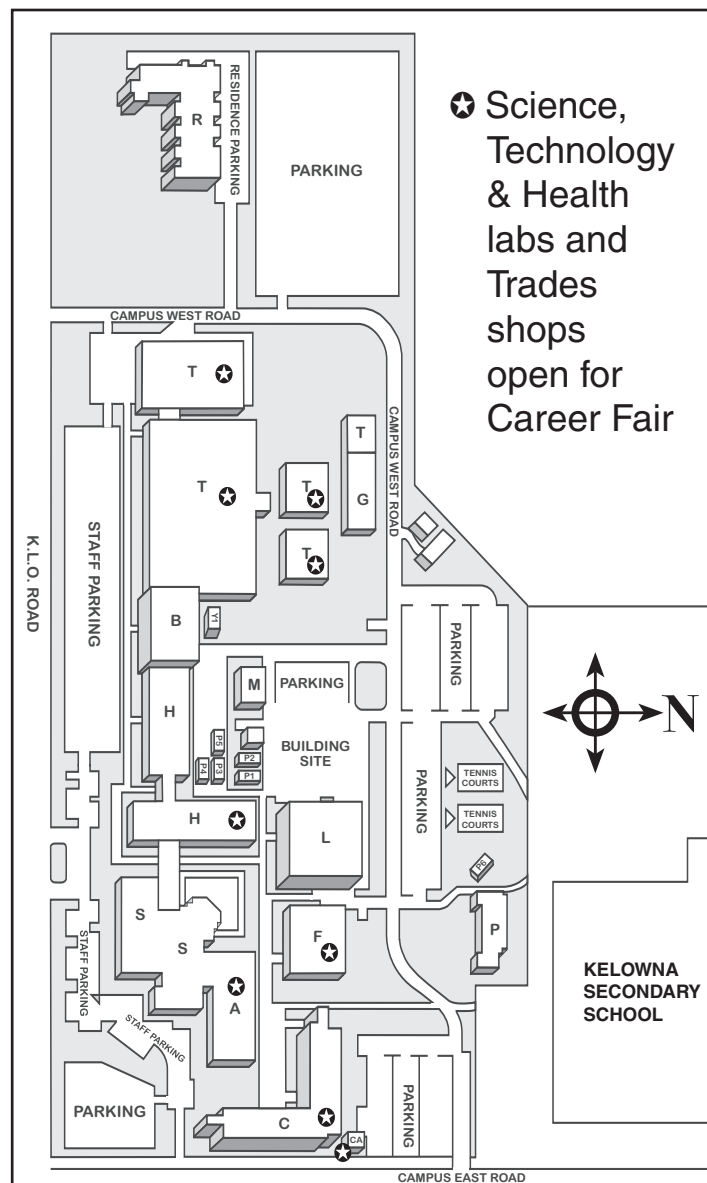 Science,
Technology
& Health
labs and
Trades
shops
open for
Career Fair
RESIDENCE PARKING
R
PARKING
CAMPUS WEST ROAD
T
T
CAMPUS WEST ROAD
T
T
G
STAFF PARKING
K.L.O. ROAD
T
B
Y1
M
PARKING
PARKING
N
H
P5
BUILDING
SITE
P2
P4
P3
P1
PARKING
TENNIS
COURTS
TENNIS
COURTS
H
L
P6
S
S
F
P
STAFF PARKING
A
KELOWNA
SECONDARY
SCHOOL
STAFF PARKING
PARKING
C
CA
PARKING
CAMPUS EAST ROAD